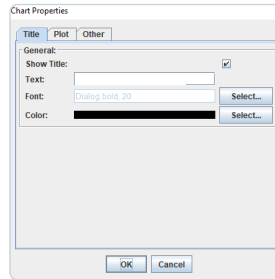 Chart Properties
Title Plot Other
General:
Show Title:
Text:
Font: Dialog.bold, 20 Select...
Color: Select...
OK Cancel